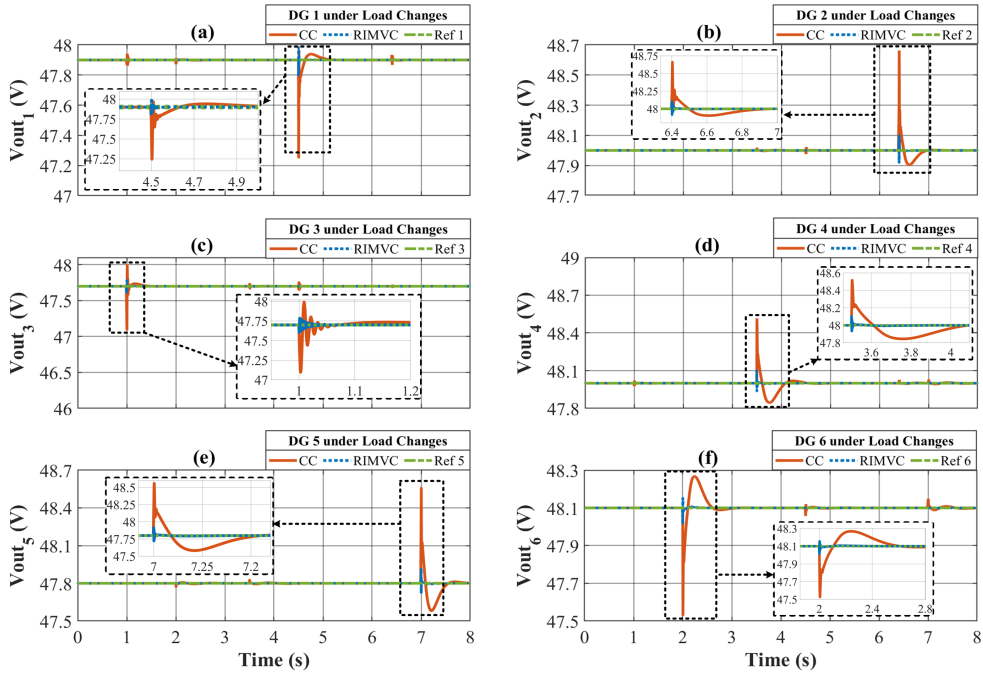 DG 1 under Load Changes
CC RIMVC Ref 1
(a)
48
47.8
47.6
47.4
47.2
47
Vout1 (V)
48
47.75
47.5
47.25
4.5 4.7 4.9
DG 2 under Load Changes
CC RIMVC Ref 2
(b)
48.7
48.5
48.3
48.1
47.9
47.7
Vout2 (V)
48.75
48.5
48.25
48
6.4 6.6 6.8 7
DG 3 under Load Changes
CC RIMVC Ref 3
(c)
48
47.5
47
46.5
46
Vout3 (V)
48
47.75
47.5
47.25
47
1 1.1 1.2
DG 4 under Load Changes
CC RIMVC Ref 4
(d)
49
48.8
48.5
48.3
48.0
47.8
Vout4 (V)
48.6
48.4
48.2
48
47.8
3.6 3.8 4
DG 5 under Load Changes
CC RIMVC Ref 5
(e)
48.7
48.4
48.1
47.8
47.5
Vout5 (V)
48.5
48.25
48
47.75
47.5
7 7.25 7.2
0 1 2 3 4 5 6 7 8
Time (s)
DG 6 under Load Changes
CC RIMVC Ref 6
(f)
48.3
48.1
47.9
47.7
47.5
Vout6 (V)
48.3
48.1
47.9
47.7
47.5
2 2.4 2.8
0 1 2 3 4 5 6 7 8
Time (s)